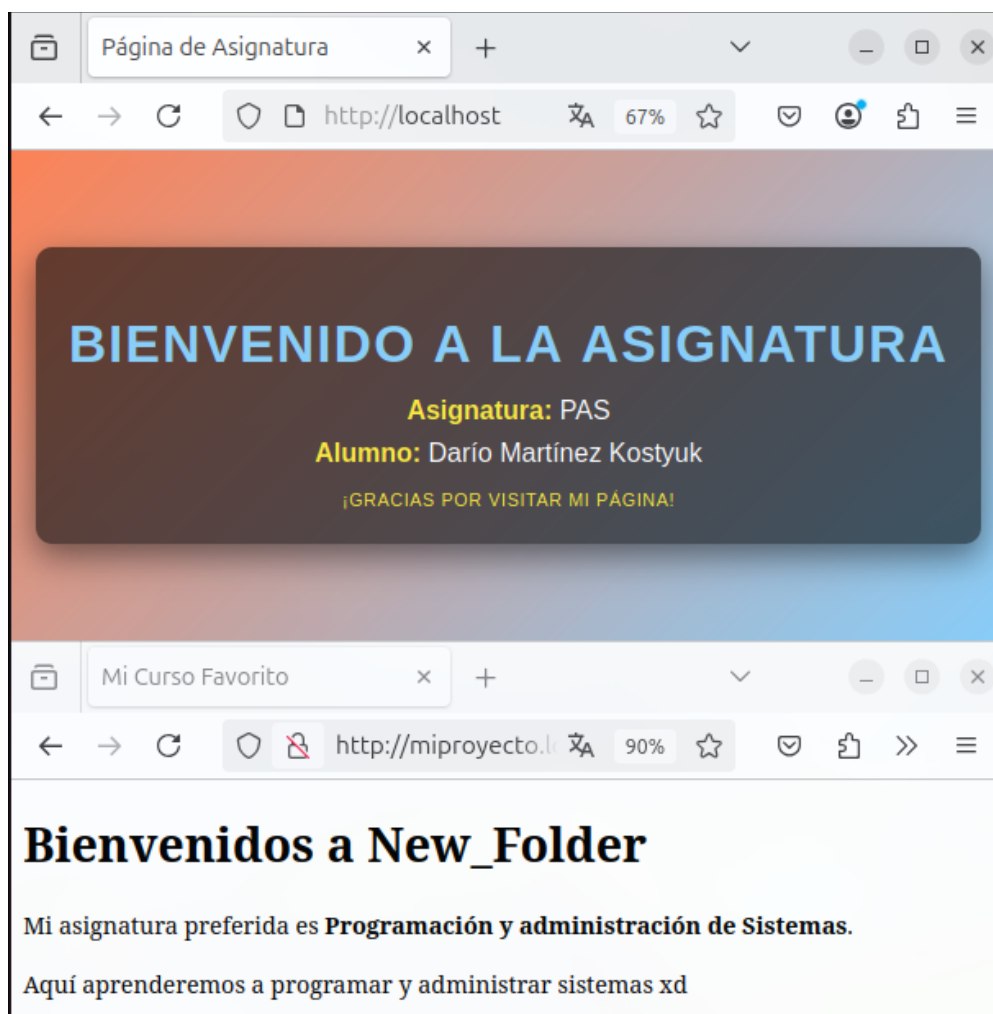 Página de Asignatura
http://localhost
67%
BIENVENIDO A LA ASIGNATURA
Asignatura: PAS
Alumno: Darío Martínez Kostyuk
¡GRACIAS POR VISITAR MI PÁGINA!
Mi Curso Favorito
http://miproyecto.l
90%
Bienvenidos a New_Folder
Mi asignatura preferida es Programación y administración de Sistemas.
Aquí aprenderemos a programar y administrar sistemas xd